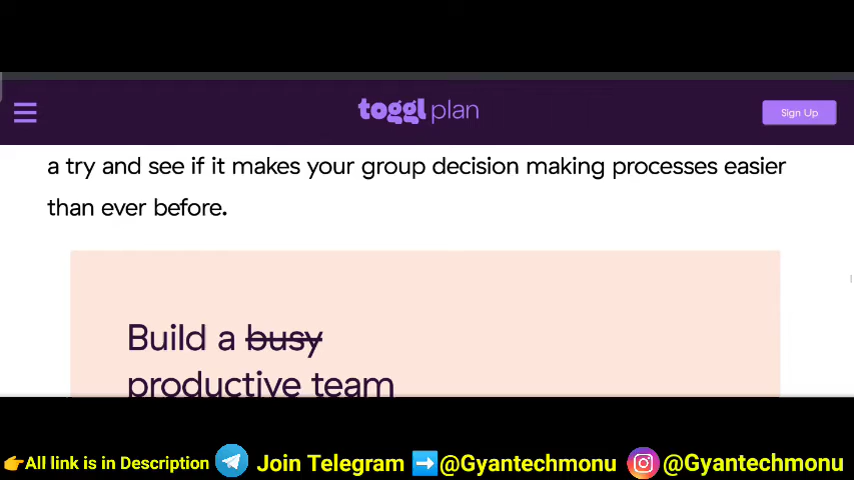 toggl plan
Sign Up
a try and see if it makes your group decision making processes easier
than ever before.
Build a busy
productive team
👉All link is in Description Join Telegram ➡️@Gyantechmonu @Gyantechmonu